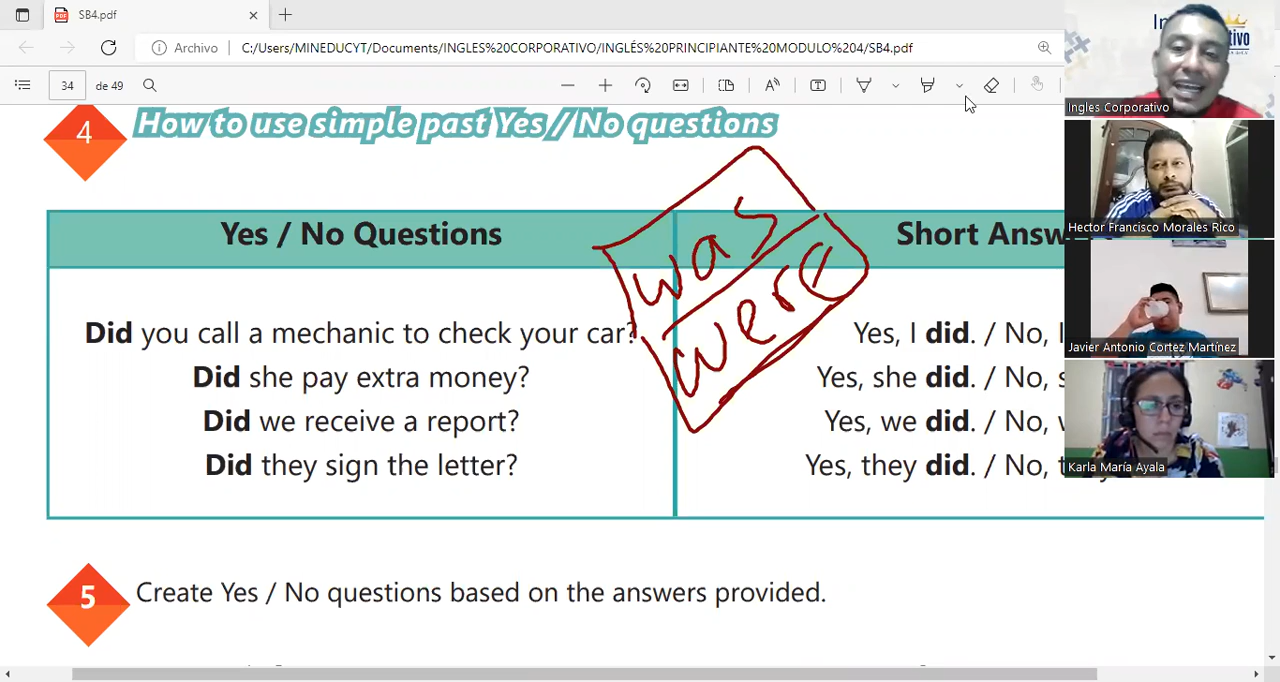 SB4.pdf
Archivo
C:/Users/MINEDUCYT/Documents/INGLES%20CORPORATIVO/INGLÉS%20PRINCIPIANTE%20MODULO%204/SB4.pdf
34 de 49
4 How to use simple past Yes / No questions
Yes / No Questions
Short Answ
was
were
Did you call a mechanic to check your car?
Yes, I did. / No, I
Did she pay extra money?
Yes, she did. / No, s
Did we receive a report?
Yes, we did. / No, w
Did they sign the letter?
Yes, they did. / No, t
5 Create Yes / No questions based on the answers provided.
Ingles Corporativo
Hector Francisco Morales Rico
Javier Antonio Cortez Martínez
Karla María Ayala